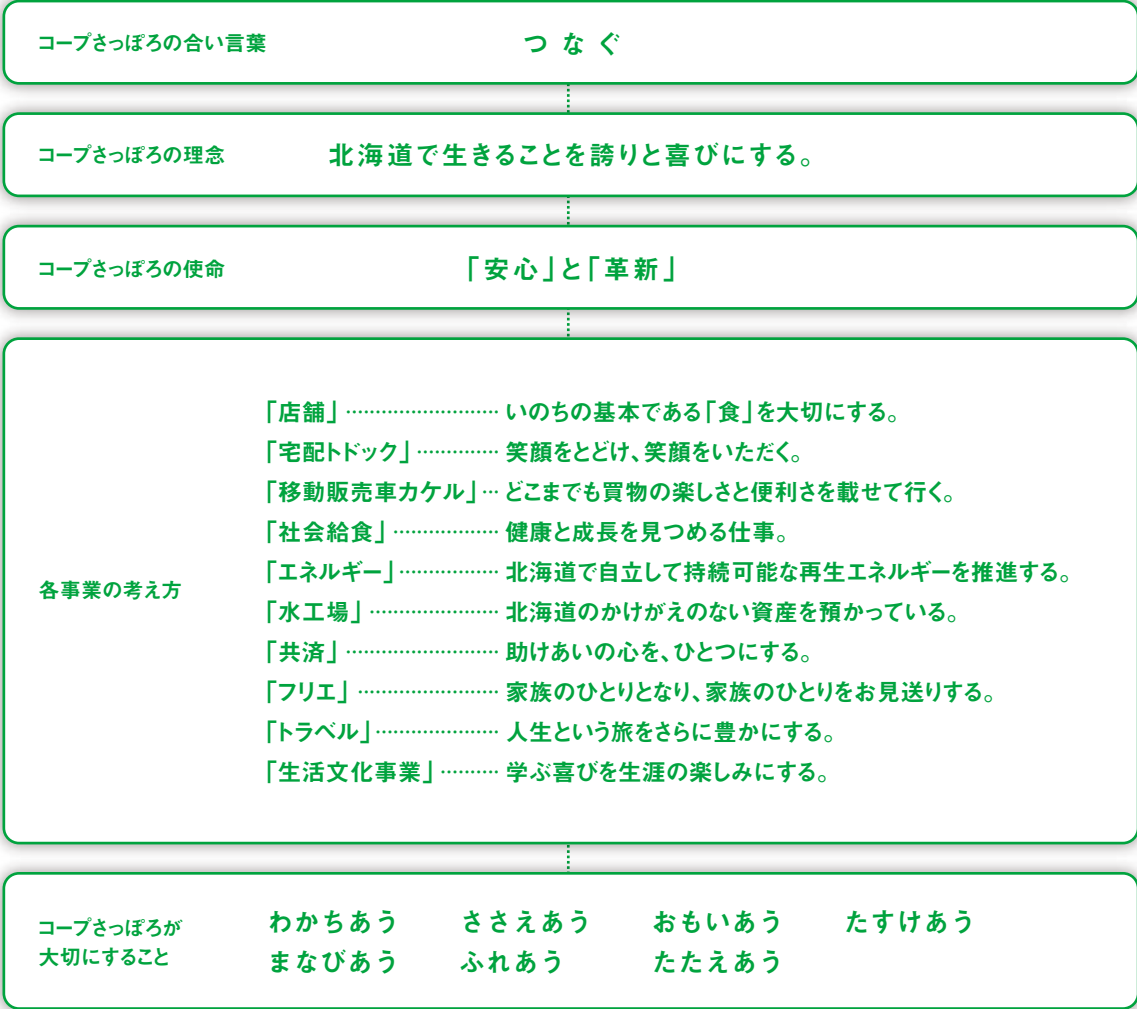 コープさっぽろの合い言葉 つなぐ
コープさっぽろの理念 北海道で生きることを誇りと喜びにする。
コープさっぽろの使命 「安心」と「革新」
各事業の考え方
「店舗」………………………いのちの基本である「食」を大切にする。
「宅配トドック」……………笑顔をとどけ、笑顔をいただく。
「移動販売車カケル」…どこまでも買物の楽しさと便利さを載せて行く。
「社会給食」………………健康と成長を見つめる仕事。
「エネルギー」………………北海道で自立して持続可能な再生エネルギーを推進する。
「水工場」……………………北海道のかけがえのない資産を預かっている。
「共済」………………………助けあいの心を、ひとつにする。
「フリエ」……………………家族のひとりとなり、家族のひとりをお見送りする。
「トラベル」…………………人生という旅をさらに豊かにする。
「生活文化事業」…………学ぶ喜びを生涯の楽しみにする。
コープさっぽろが
大切にすること
わかちあう ささえあう おもいあう たすけあう
まなびあう ふれあう たたえあう